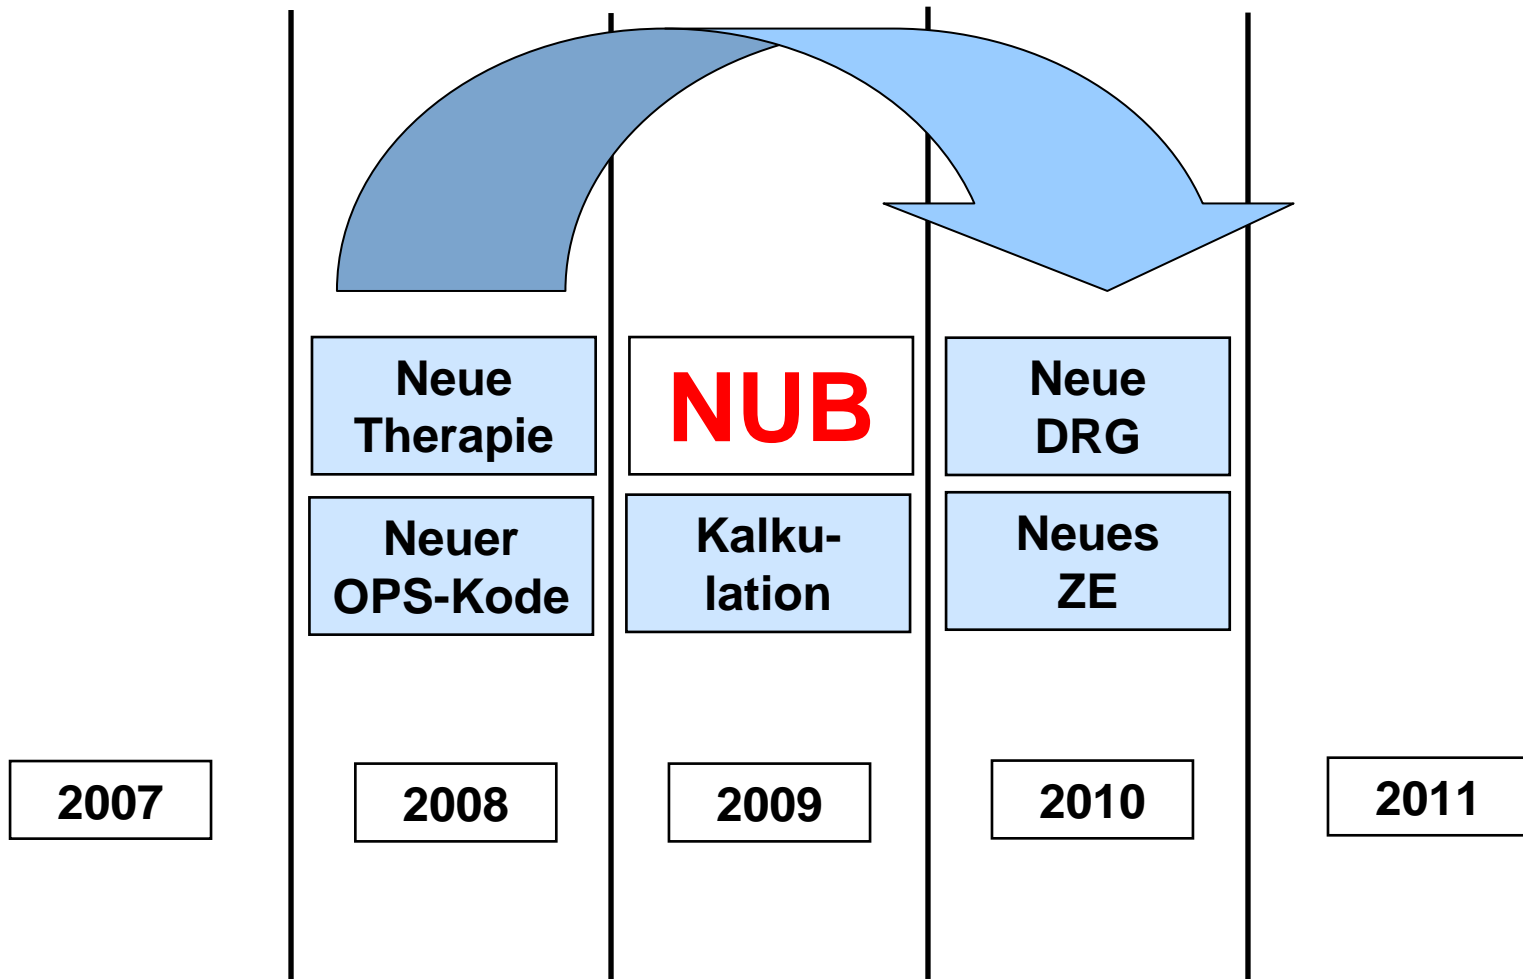 Neue
Therapie
NUB
Neue
DRG
Neuer
OPS-Kode
Kalku-
lation
Neues
ZE
2007
2008
2009
2010
2011